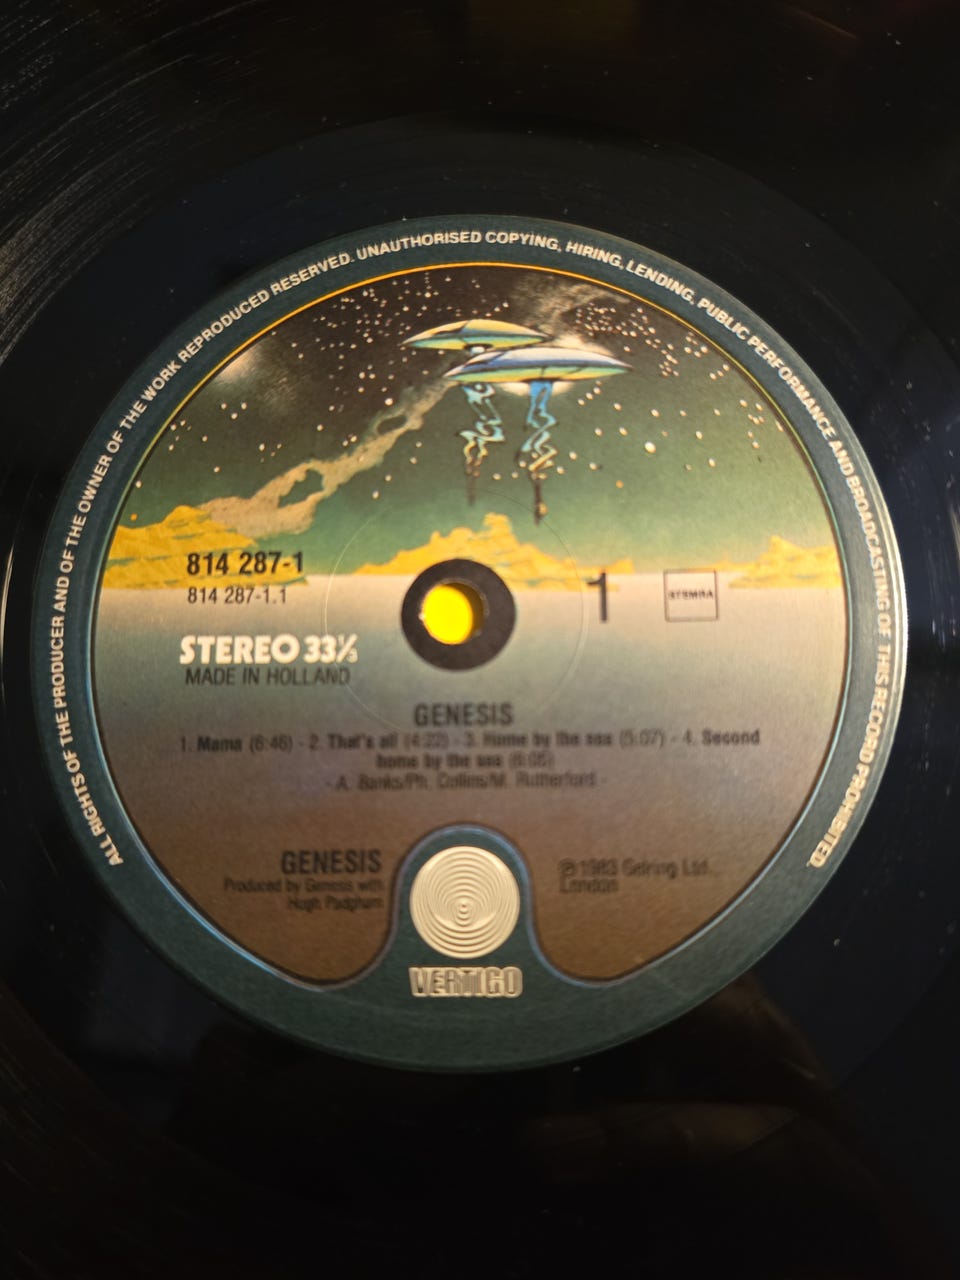 ALL RIGHTS OF THE PRODUCER AND OF THE OWNER OF THE WORK REPRODUCED RESERVED. UNAUTHORISED COPYING, HIRING, LENDING, PUBLIC PERFORMANCE AND BROADCASTING OF THIS RECORD PROHIBITED.
814 287-1
814 287-1.1
1
STEMRA
STEREO 33⅓
MADE IN HOLLAND
GENESIS
1. Mama (6:46) - 2. That's all (4:22) - 3. Home by the sea (5:07) - 4. Second
home by the sea (6:05)
- A. Banks/Ph. Collins/M. Rutherford -
GENESIS
Produced by Genesis with
Hugh Padgham
℗ 1983 Gelring Ltd.,
London
VERTIGO